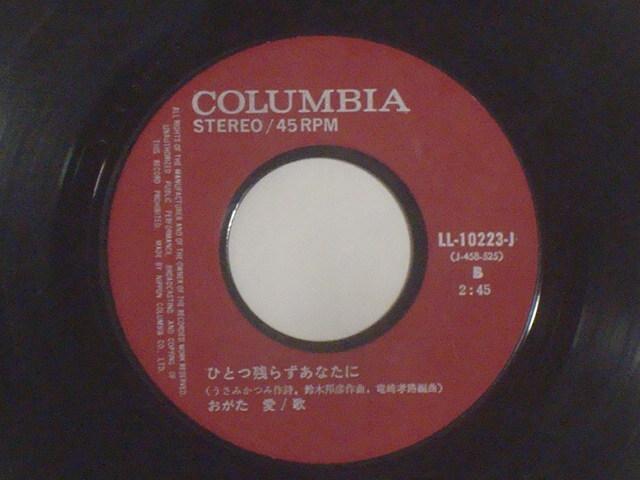 COLUMBIA
STEREO/45RPM
ALL RIGHTS OF THE MANUFACTURER AND OF THE OWNER OF THE RECORDED WORK RESERVED.
UNAUTHORIZED PUBLIC PERFORMANCE, BROADCASTING AND COPYING OF
THIS RECORD PROHIBITED. MADE BY NIPPON COLUMBIA CO., LTD.
LL-10223-J
(J-458-525)
B
2:45
ひとつ残らずあなたに
(うさみかつみ作詩, 鈴木邦彦作曲, 竜崎孝路編曲)
おがた 愛/歌